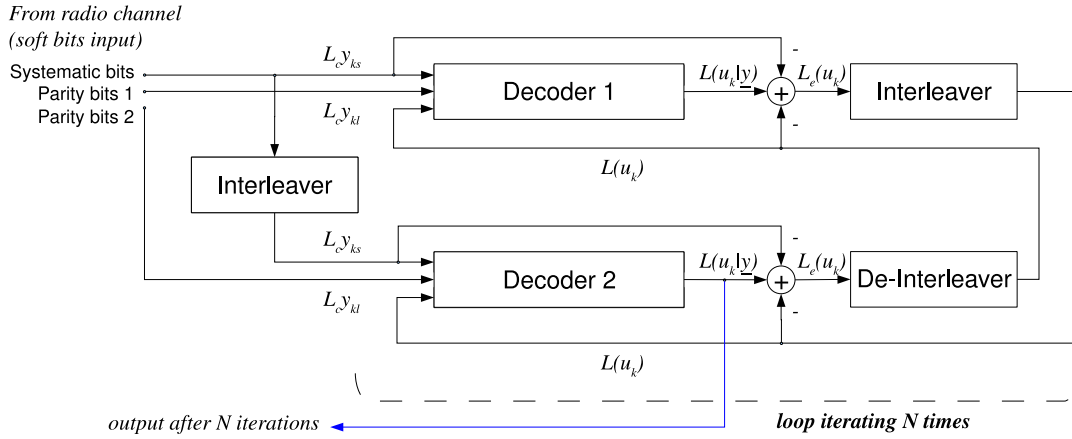 From radio channel
(soft bits input)
Systematic bits
Parity bits 1
Parity bits 2
L_c y_ks
L_c y_kl
Decoder 1
L(u_k|y)
-
+
-
L_e(u_k)
Interleaver
L(u_k)
Interleaver
L_c y_ks
L_c y_kl
Decoder 2
L(u_k|y)
-
+
-
L_e(u_k)
De-Interleaver
L(u_k)
output after N iterations
loop iterating N times